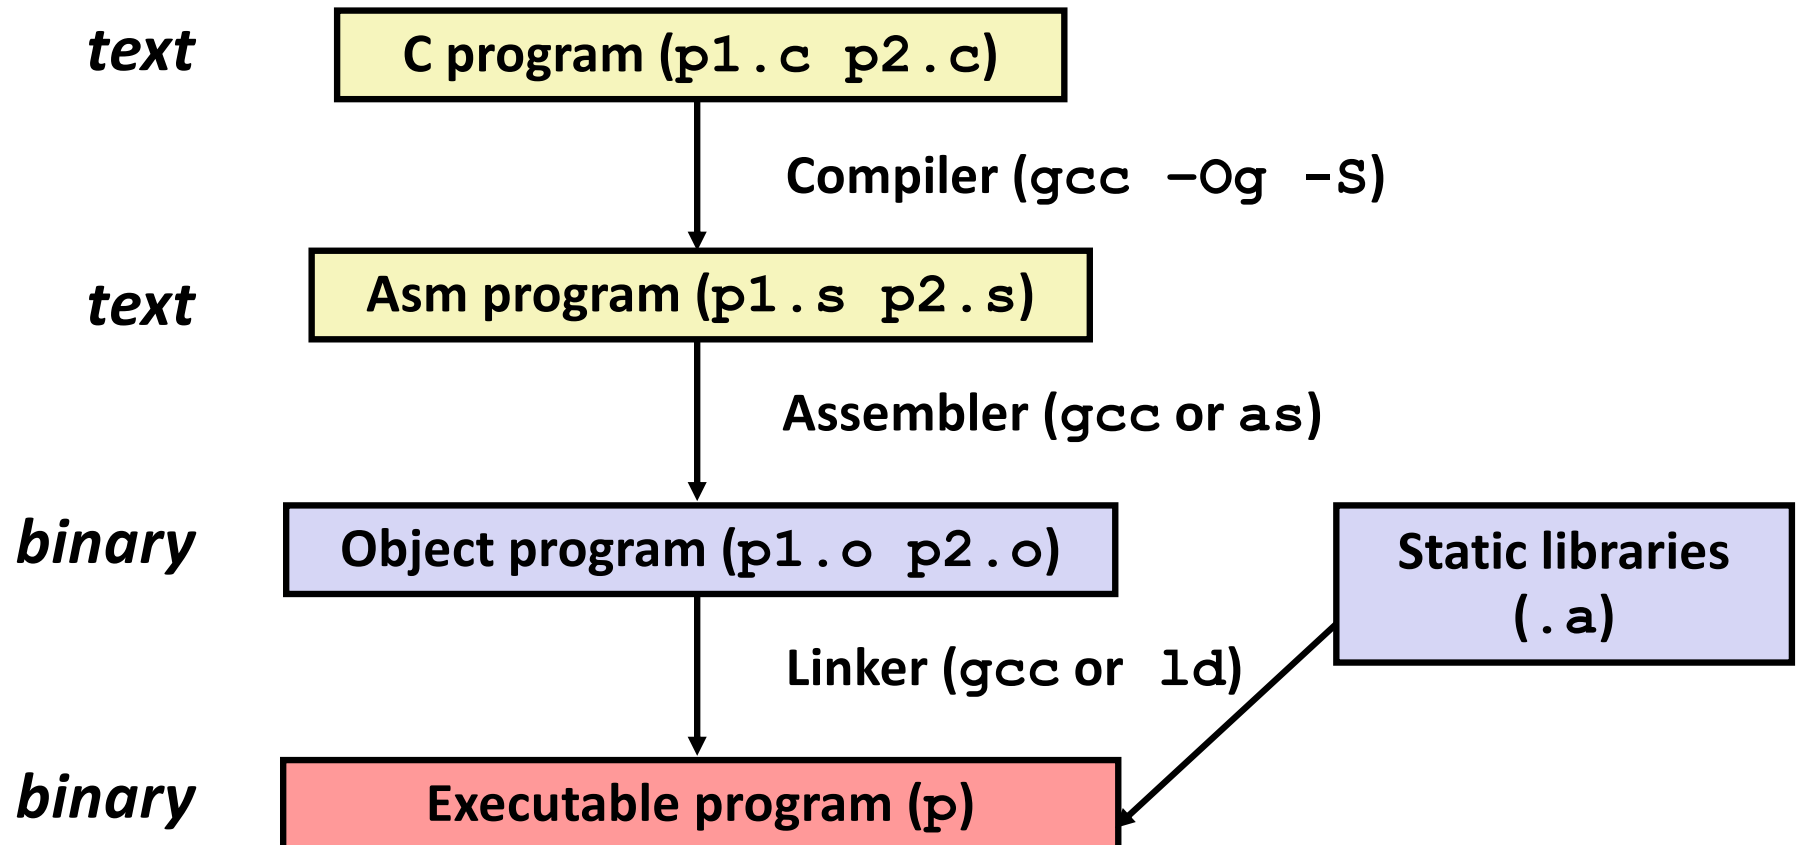 text
C program (p1.c p2.c)
Compiler (gcc –Og -S)
text
Asm program (p1.s p2.s)
Assembler (gcc or as)
binary
Object program (p1.o p2.o)
Static libraries
(.a)
Linker (gcc or ld)
binary
Executable program (p)